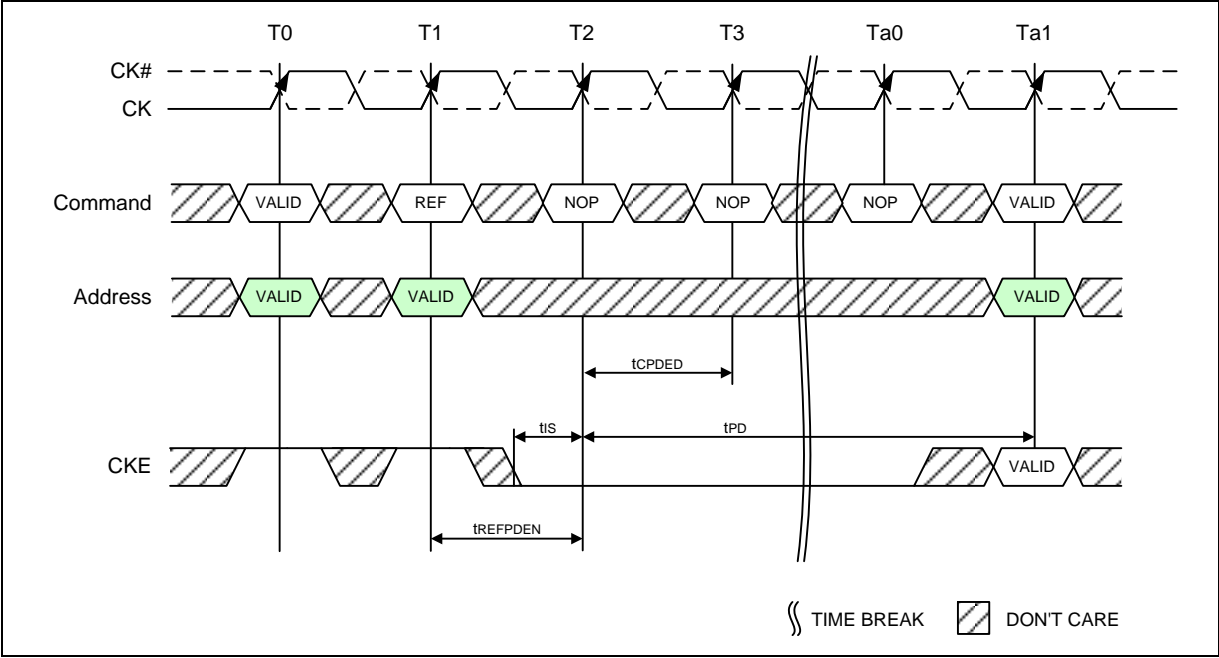 T0 T1 T2 T3 Ta0 Ta1
CK#
CK
Command VALID REF NOP NOP NOP VALID
Address VALID VALID VALID
tCPDED
tIS tPD
CKE VALID
tREFPDEN
TIME BREAK DON'T CARE